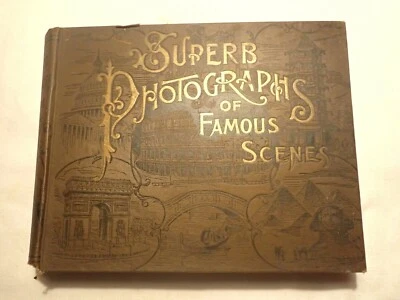 SUPERB
PHOTOGRAPHS
OF
FAMOUS
SCENES